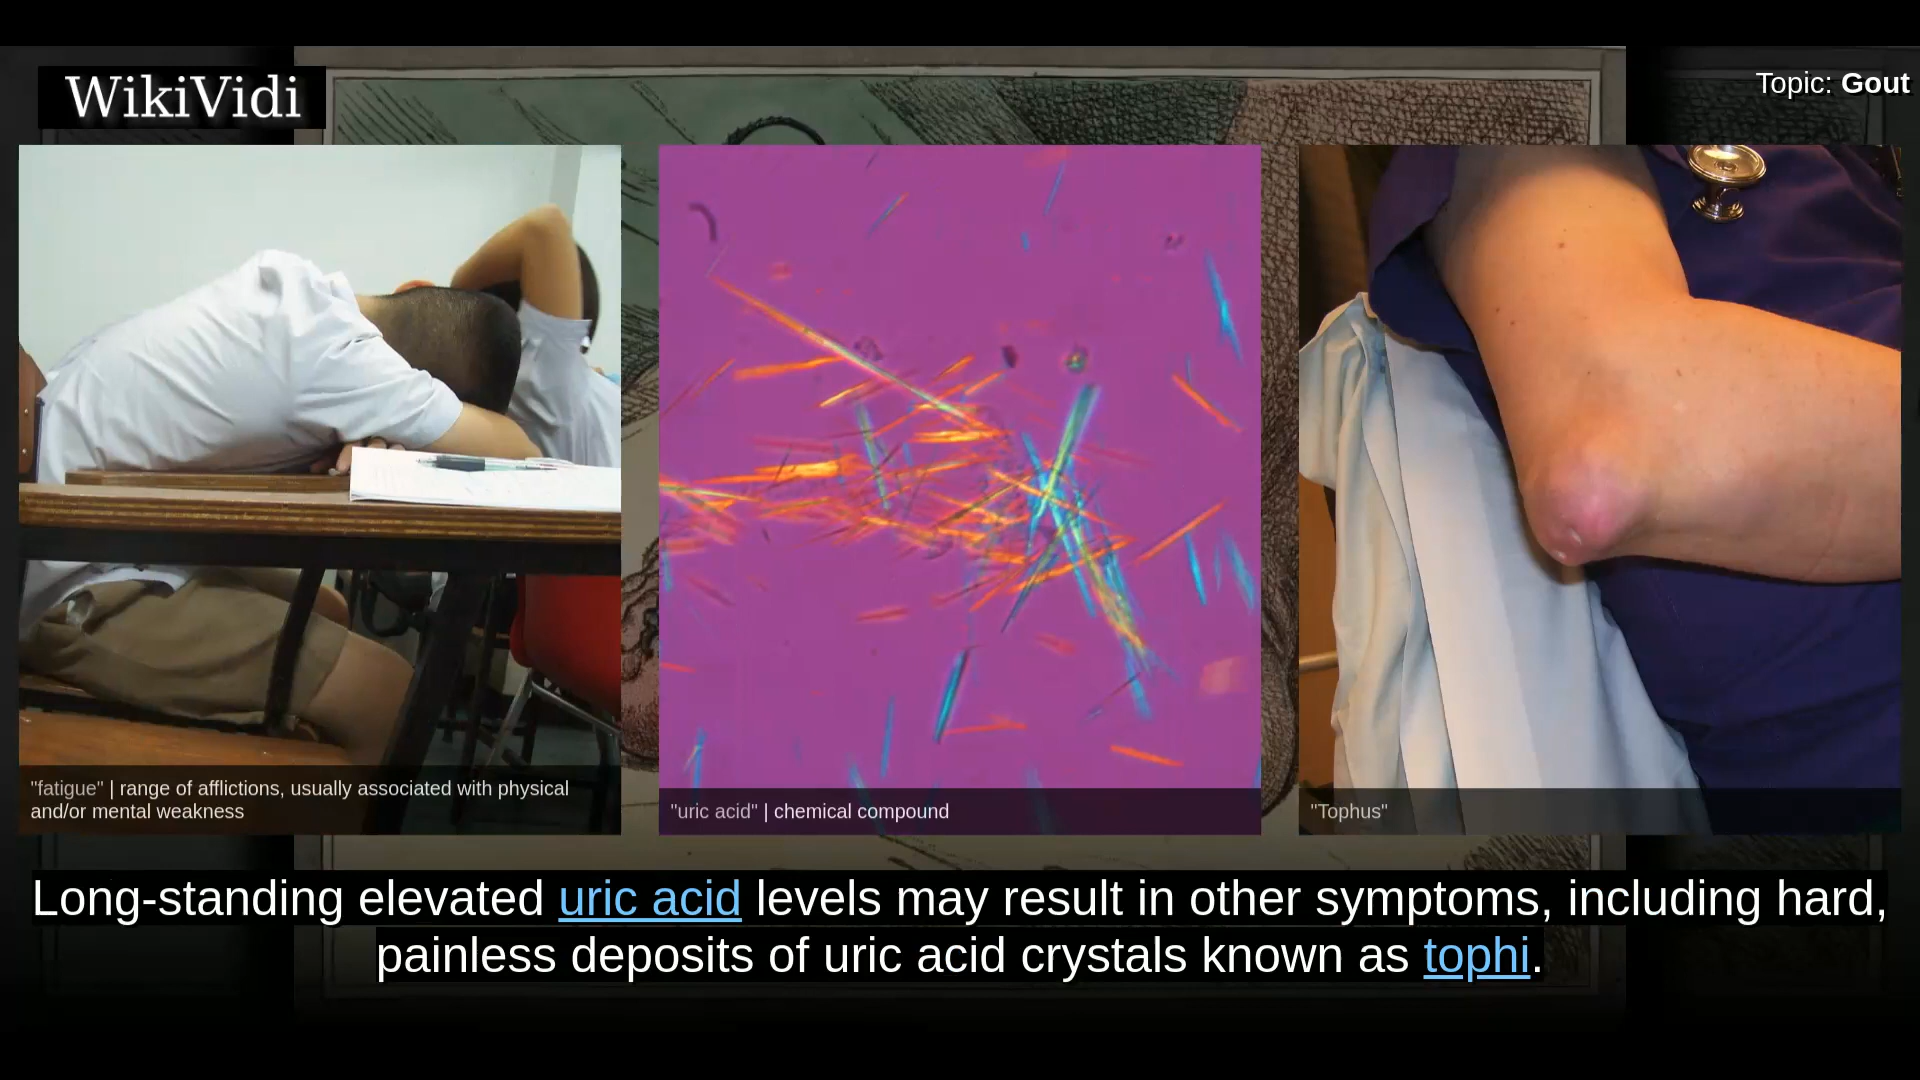 WikiVidi
Topic: Gout
"fatigue" | range of afflictions, usually associated with physical
and/or mental weakness
"uric acid" | chemical compound
"Tophus"
Long-standing elevated uric acid levels may result in other symptoms, including hard,
painless deposits of uric acid crystals known as tophi.